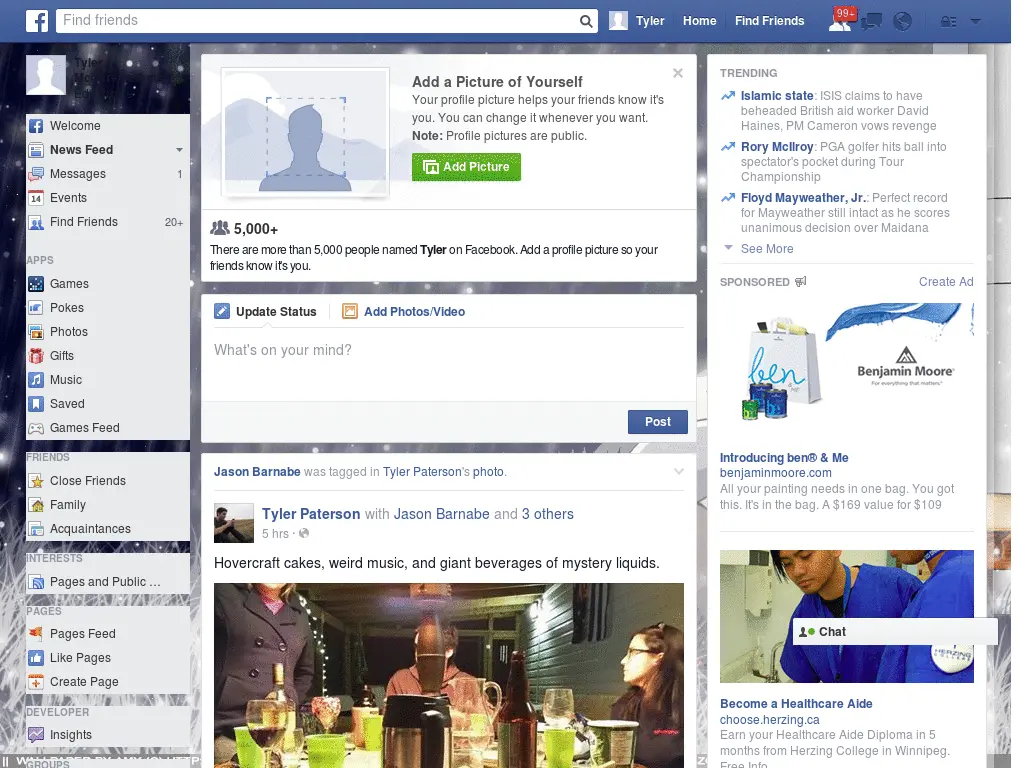 Find friends
Tyler
Home
Find Friends
99+
Tyler
Welcome
News Feed
Messages 1
14 Events
Find Friends 20+
APPS
Games
Pokes
Photos
Gifts
Music
Saved
Games Feed
FRIENDS
Close Friends
Family
Acquaintances
INTERESTS
Pages and Public ...
PAGES
Pages Feed
Like Pages
Create Page
DEVELOPER
Insights
GROUPS
Add a Picture of Yourself
Your profile picture helps your friends know it's
you. You can change it whenever you want.
Note: Profile pictures are public.
Add Picture
5,000+
There are more than 5,000 people named Tyler on Facebook. Add a profile picture so your
friends know it's you.
Update Status
Add Photos/Video
What's on your mind?
Post
Jason Barnabe was tagged in Tyler Paterson's photo.
Tyler Paterson with Jason Barnabe and 3 others
5 hrs ·
Hovercraft cakes, weird music, and giant beverages of mystery liquids.
TRENDING
Islamic state: ISIS claims to have
beheaded British aid worker David
Haines, PM Cameron vows revenge
Rory McIlroy: PGA golfer hits ball into
spectator's pocket during Tour
Championship
Floyd Mayweather, Jr.: Perfect record
for Mayweather still intact as he scores
unanimous decision over Maidana
See More
SPONSORED
Create Ad
ben
& ME
Benjamin Moore
For everything that matters.
Introducing ben® & Me
benjaminmoore.com
All your painting needs in one bag. You got
this. It's in the bag. A $169 value for $109
Chat
HERZING
COLLEGE
Become a Healthcare Aide
choose.herzing.ca
Earn your Healthcare Aide Diploma in 5
months from Herzing College in Winnipeg.
Free Info